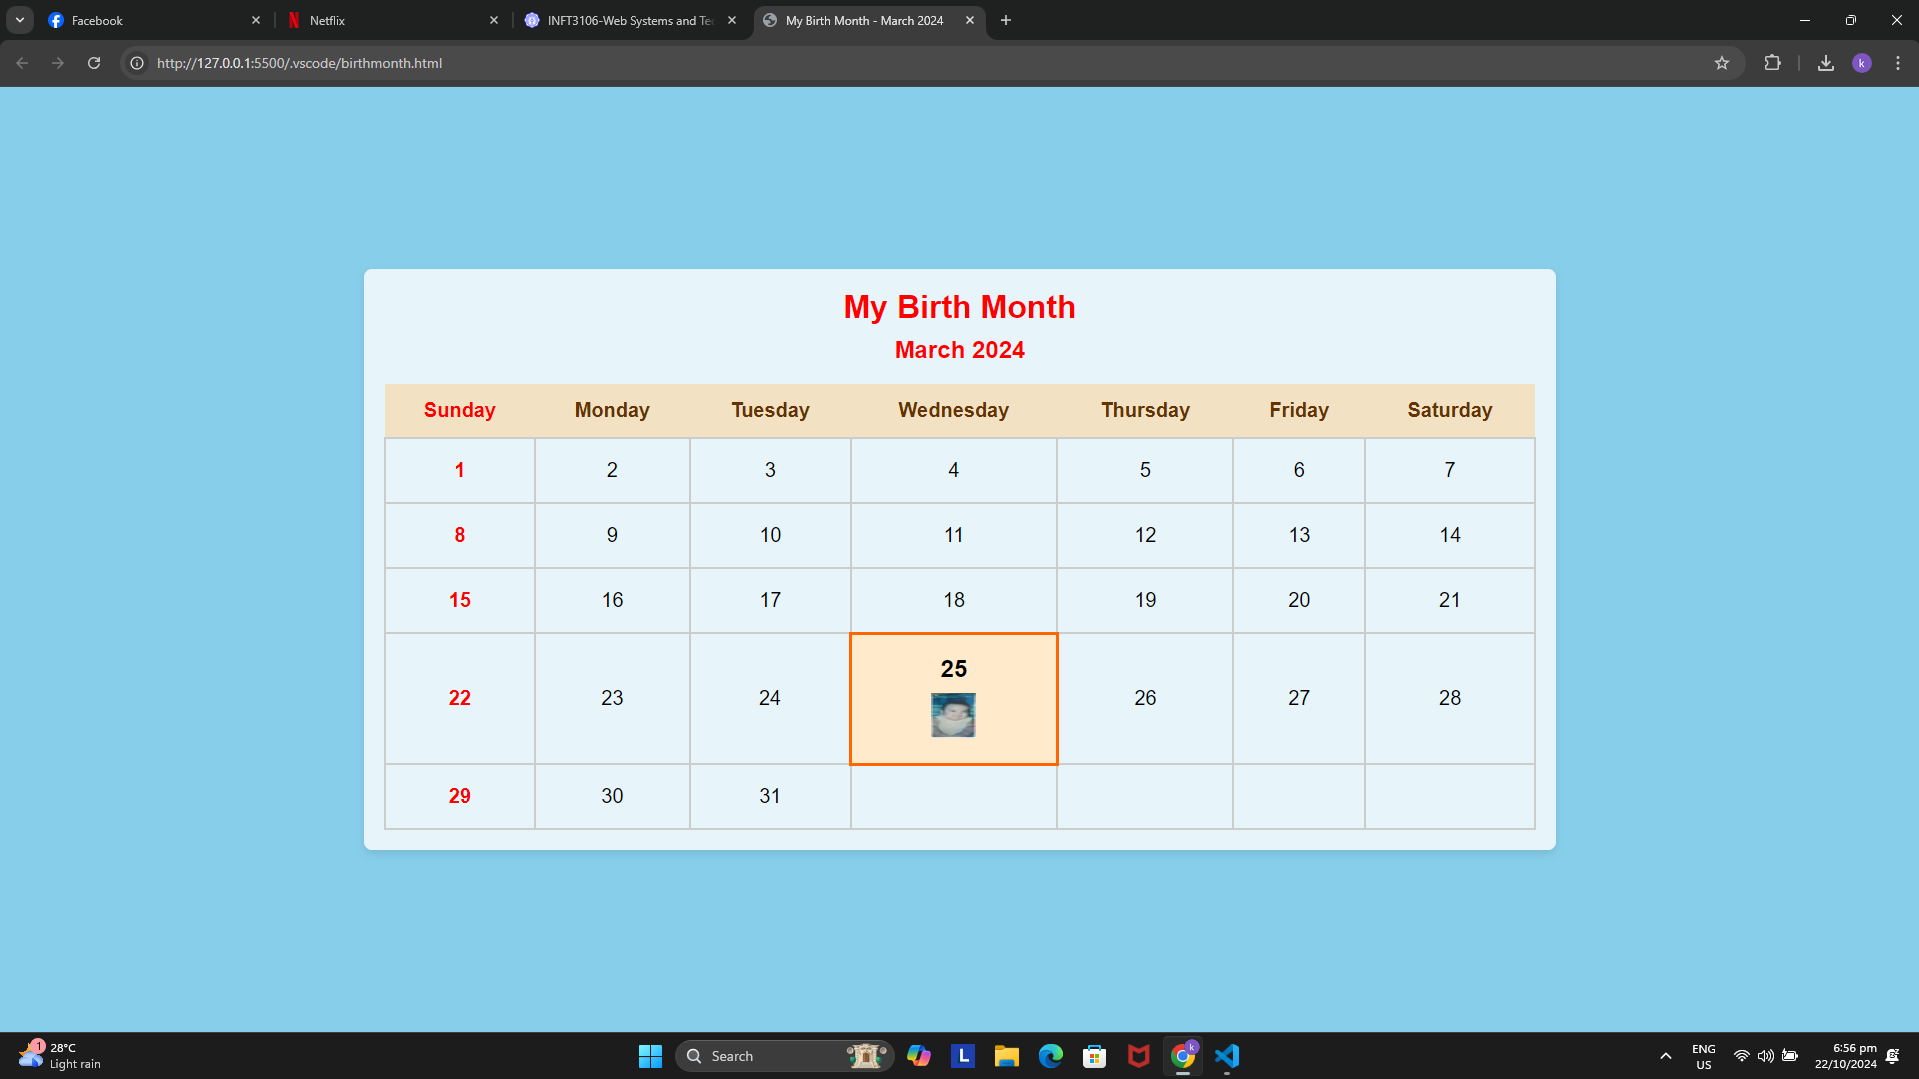 Facebook
Netflix
INFT3106-Web Systems and Tec
My Birth Month - March 2024
http://127.0.0.1:5500/.vscode/birthmonth.html
k
My Birth Month
March 2024
Sunday Monday Tuesday Wednesday Thursday Friday Saturday
1 2 3 4 5 6 7
8 9 10 11 12 13 14
15 16 17 18 19 20 21
22 23 24 25 26 27 28
29 30 31
1
28°C
Light rain
Search
L
k
ENG
US
6:56 pm
22/10/2024